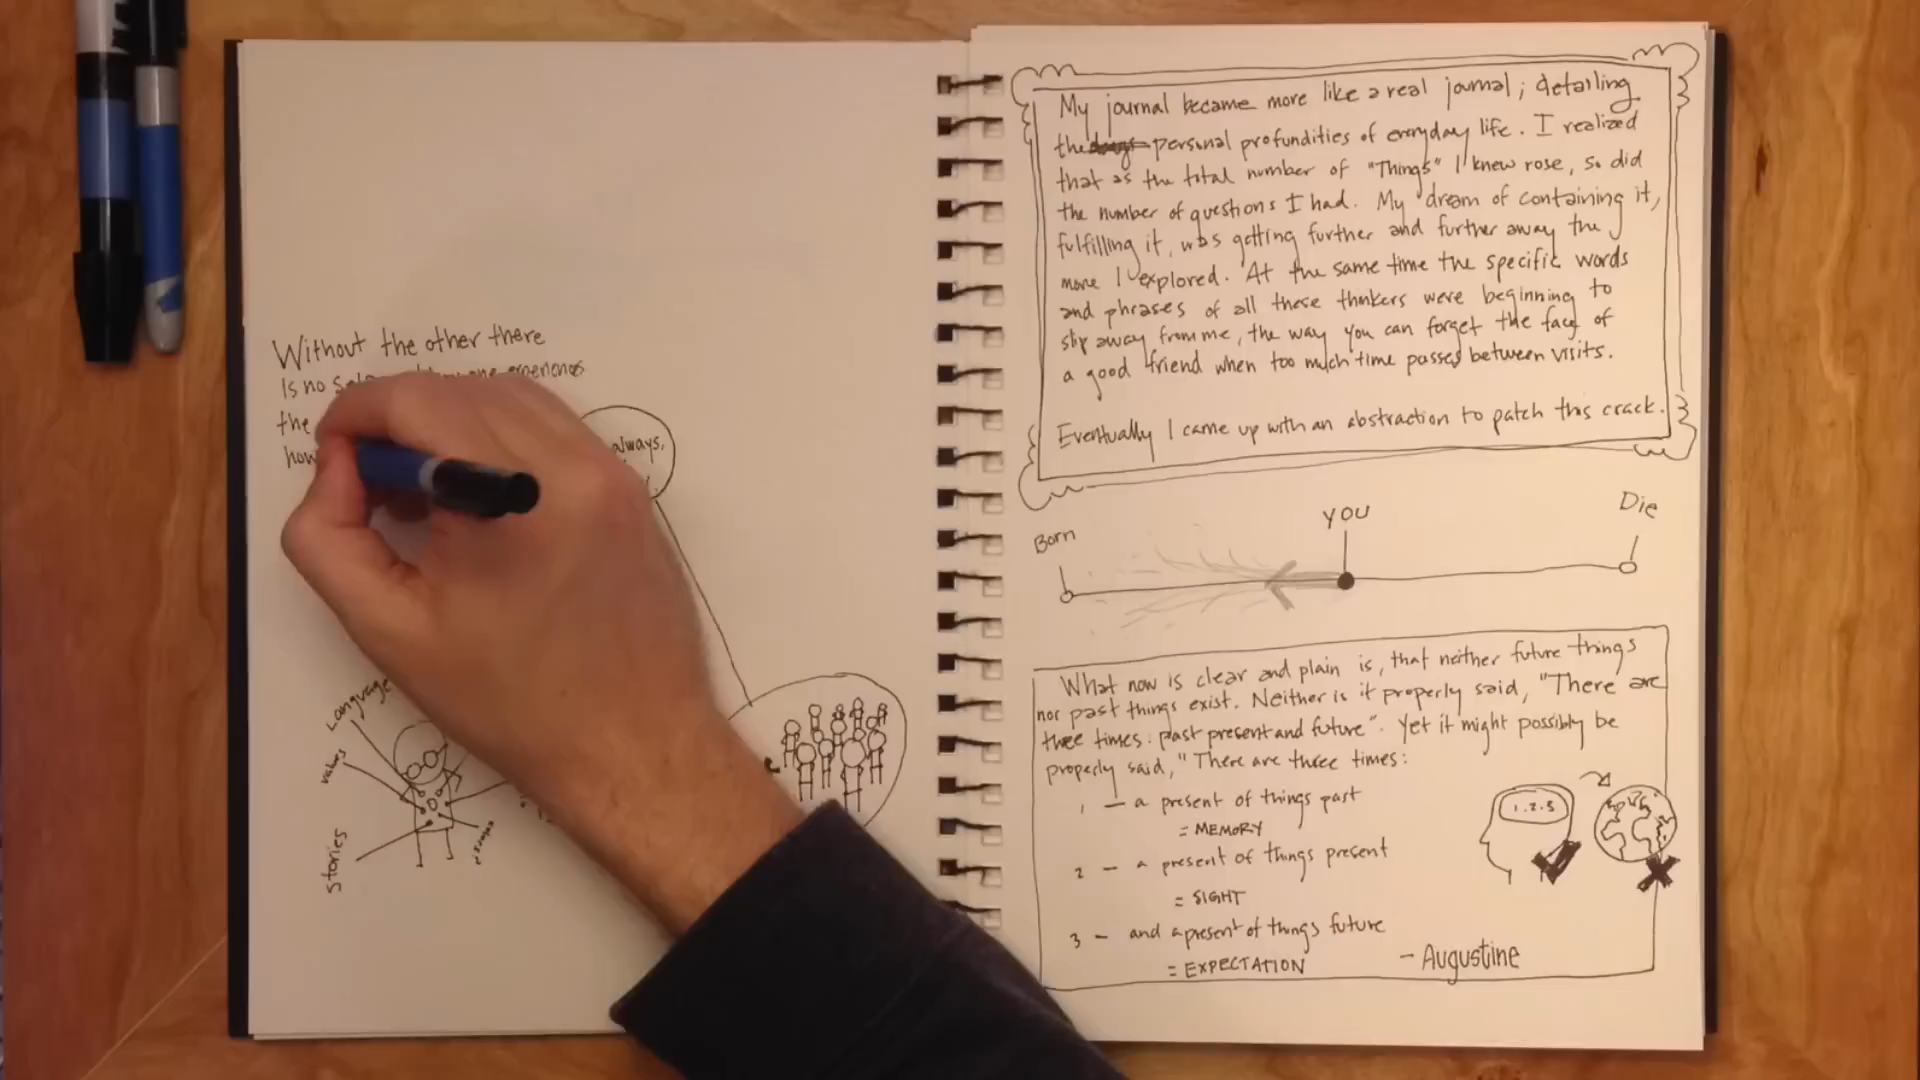 Without the other there
Is no
the
how
always,
Language
values
Stories
My journal became more like a real journal; detailing
the personal profundities of everyday life. I realized
that as the total number of "Things" I knew rose, so did
the number of questions I had. My dream of containing it,
fulfilling it, was getting further and further away the
more I explored. At the same time the specific words
and phrases of all these thinkers were beginning to
slip away from me, the way you can forget the face of
a good friend when too much time passes between visits.
Eventually I came up with an abstraction to patch this crack.
Born
YOU
Die
What now is clear and plain is, that neither future things
nor past things exist. Neither is it properly said, "There are
three times: past present and future". Yet it might possibly be
properly said, "There are three times:
1 — a present of things past
= MEMORY
2 — a present of things present
= SIGHT
3 — and a present of things future
= EXPECTATION
1.2.3
- Augustine